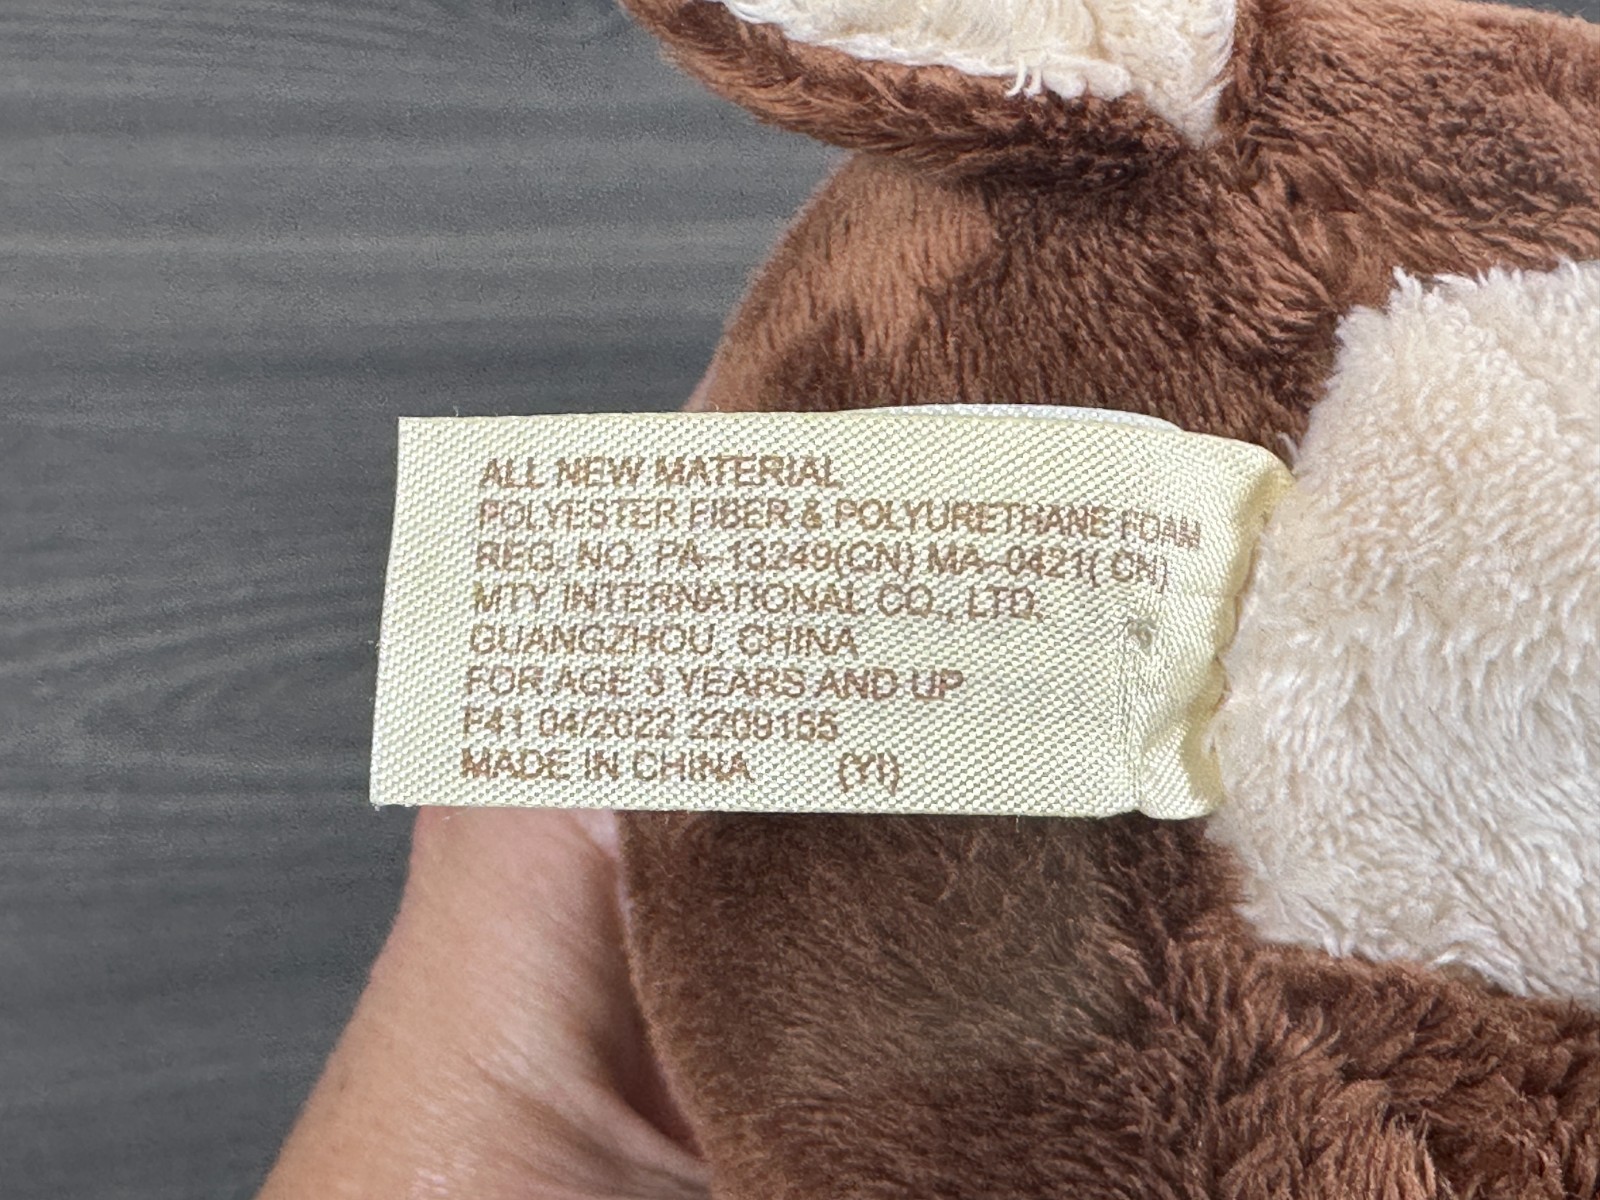 ALL NEW MATERIAL
POLYESTER FIBER & POLYURETHANE FOAM
REG. NO. PA-13249(CN) MA-0421( CN)
MTY INTERNATIONAL CO., LTD.
GUANGZHOU, CHINA
FOR AGE 3 YEARS AND UP
F41 04/2022 2209155
MADE IN CHINA (YI)